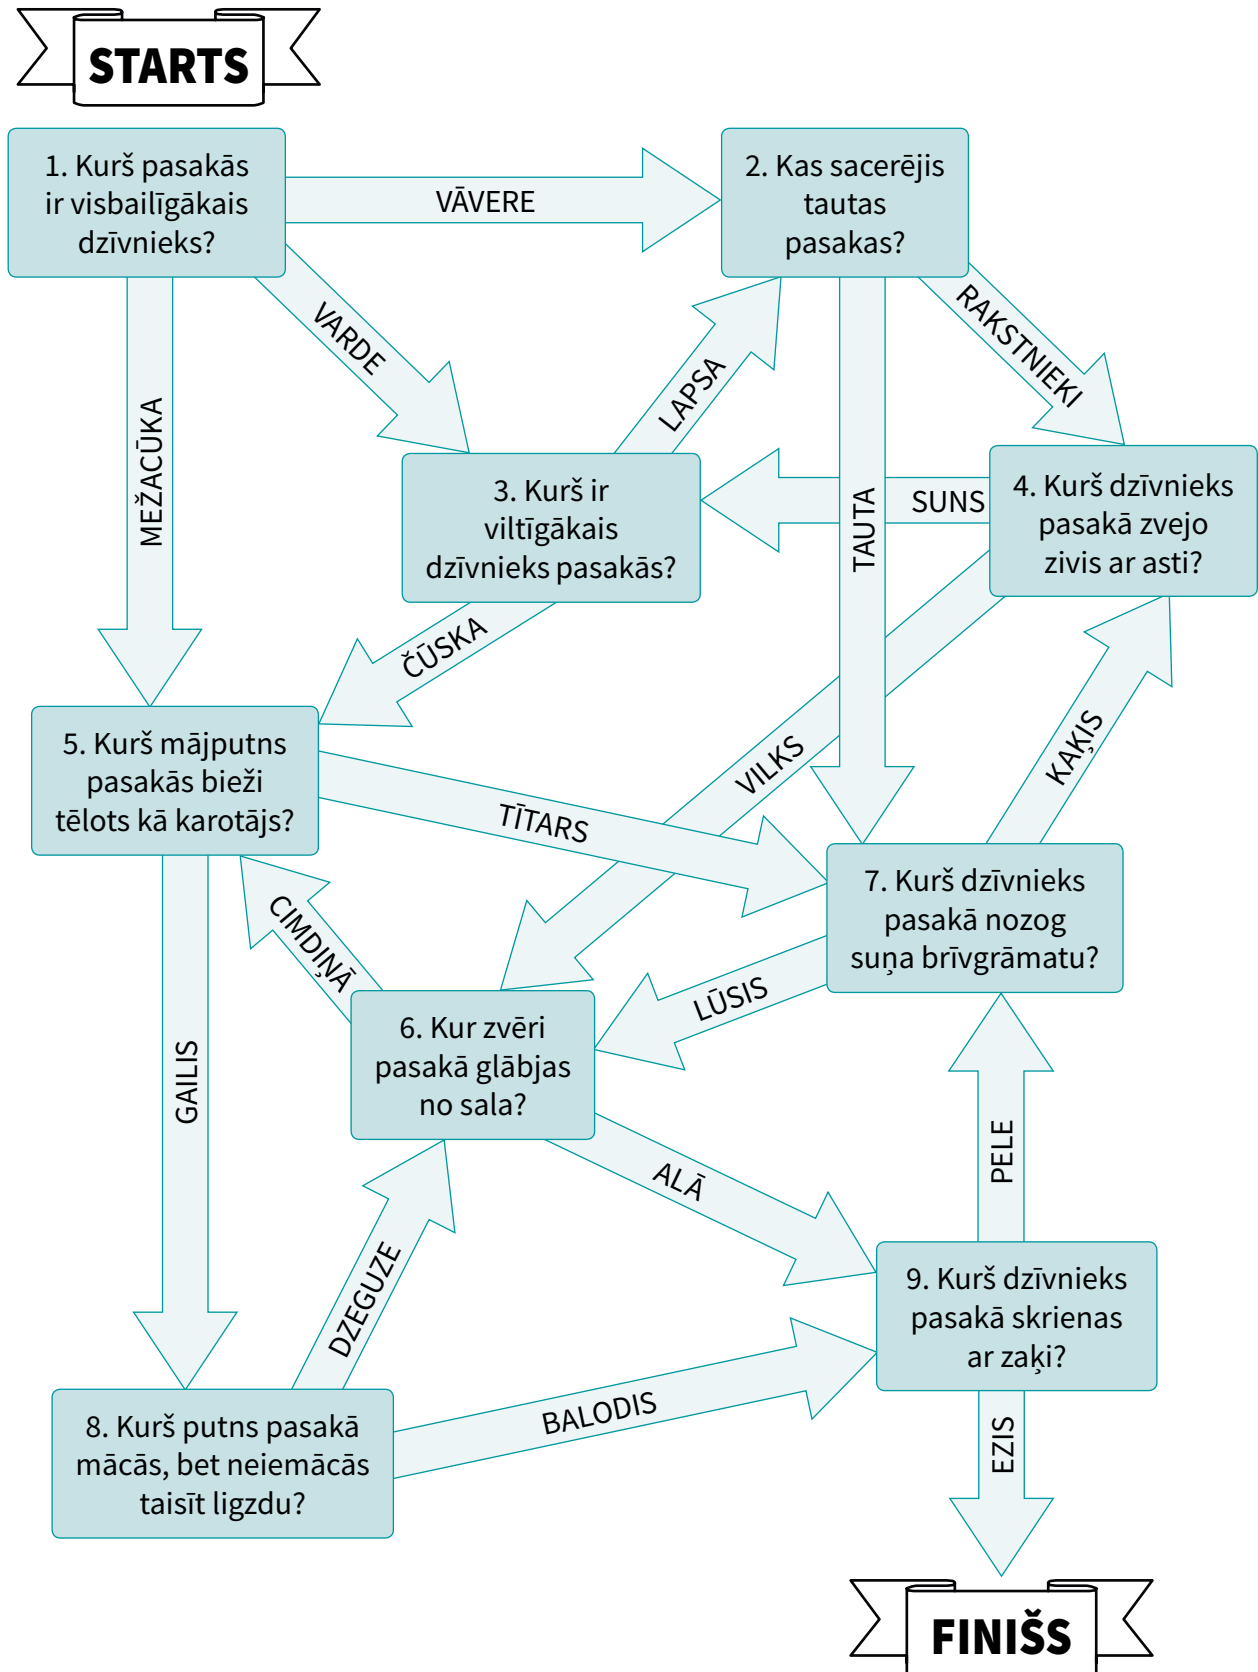 STARTS
1. Kurš pasakās
ir visbailīgākais
dzīvnieks?
VĀVERE
2. Kas sacerējis
tautas
pasakas?
VARDE
MEŽACŪKA
LAPSA
RAKSTNIEKI
TAUTA
3. Kurš ir
viltīgākais
dzīvnieks pasakās?
SUNS
4. Kurš dzīvnieks
pasakā zvejo
zivis ar asti?
ČŪSKA
VILKS
KAĶIS
5. Kurš mājputns
pasakās bieži
tēlots kā karotājs?
TĪTARS
7. Kurš dzīvnieks
pasakā nozog
suņa brīvgrāmatu?
CIMDIŅĀ
LŪSIS
GAILIS
6. Kur zvēri
pasakā glābjas
no sala?
ALĀ
PELE
DZEGUZE
9. Kurš dzīvnieks
pasakā skrienas
ar zaķi?
8. Kurš putns pasakā
mācās, bet neiemācās
taisīt ligzdu?
BALODIS
EZIS
FINIŠS